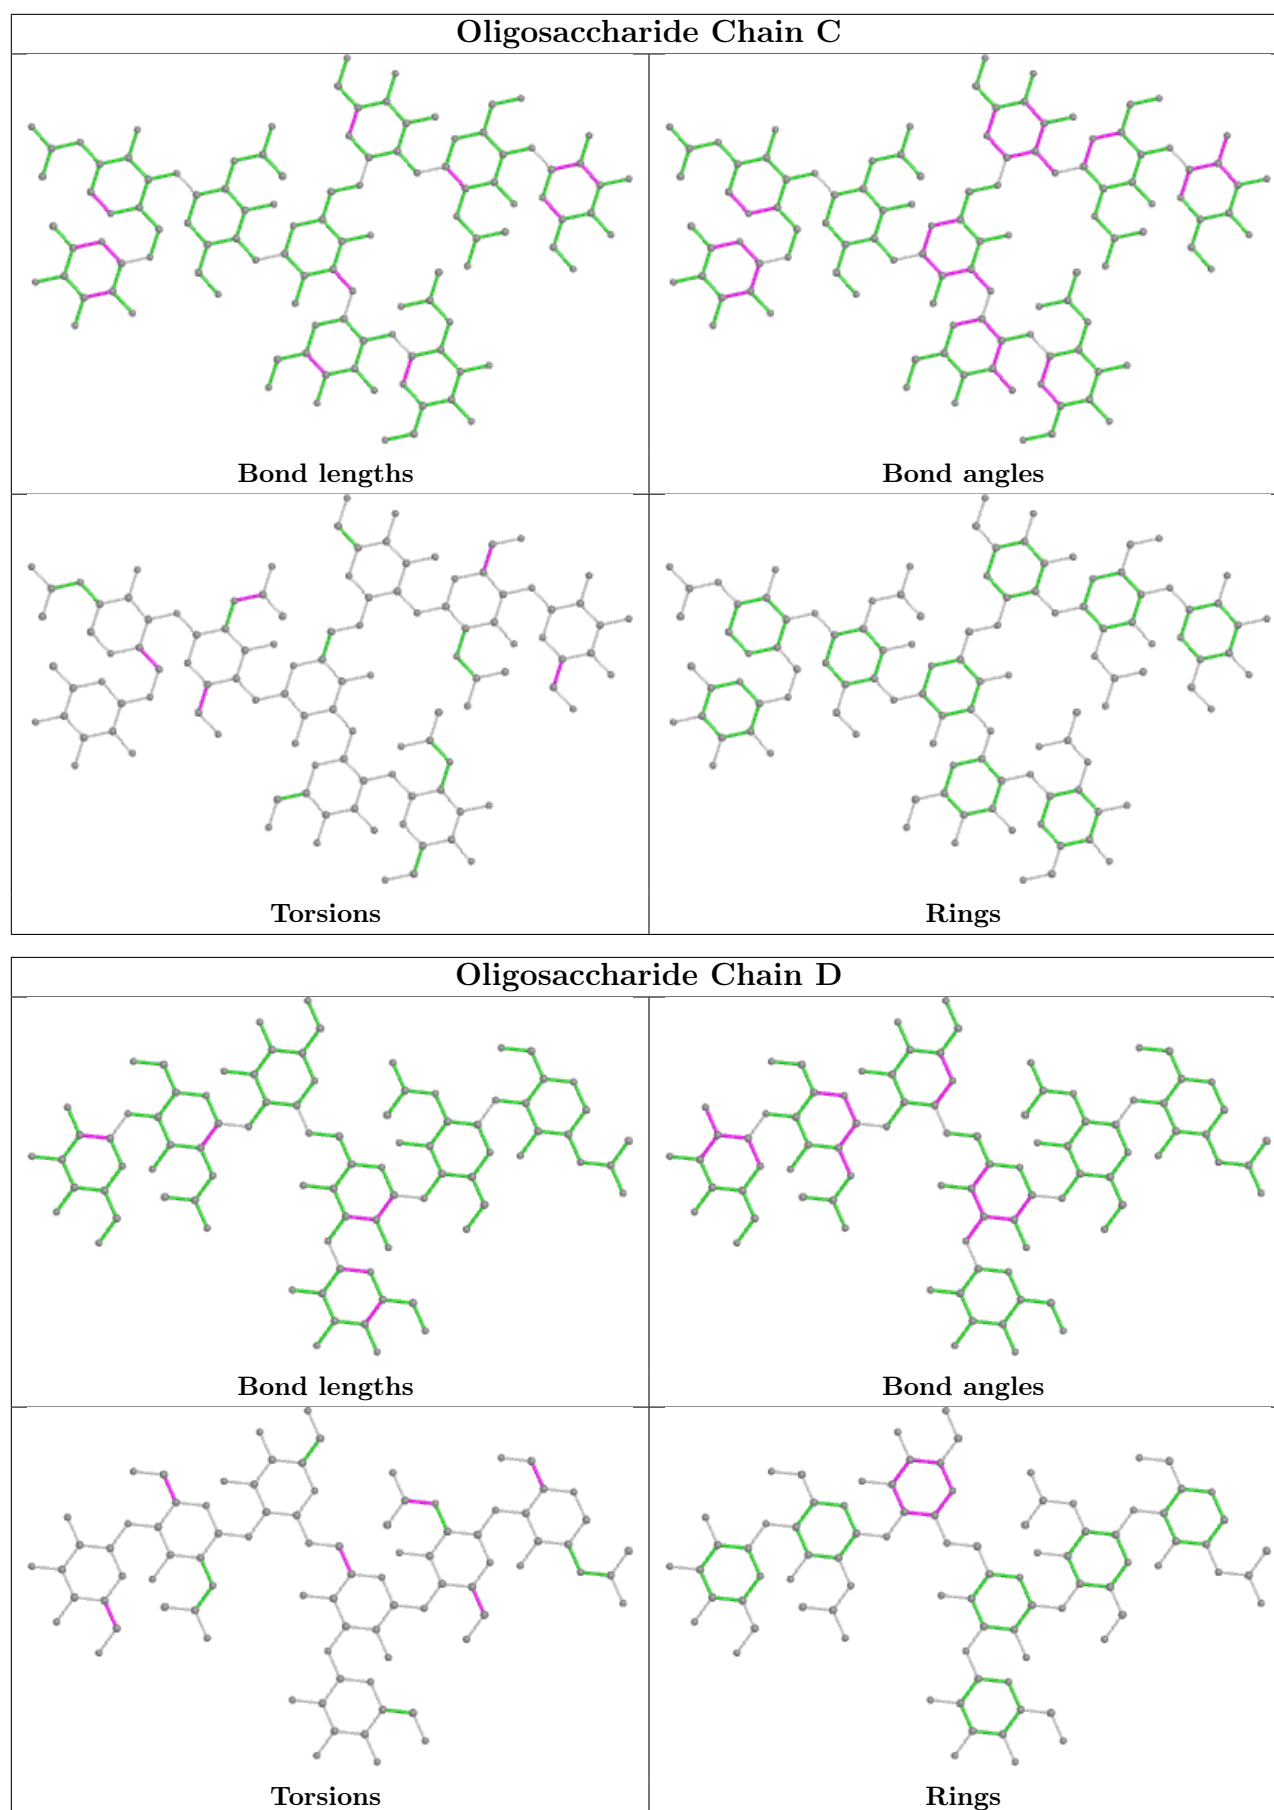 Oligosaccharide Chain C
Bond lengths
Bond angles
Torsions
Rings
Oligosaccharide Chain D
Bond lengths
Bond angles
Torsions
Rings